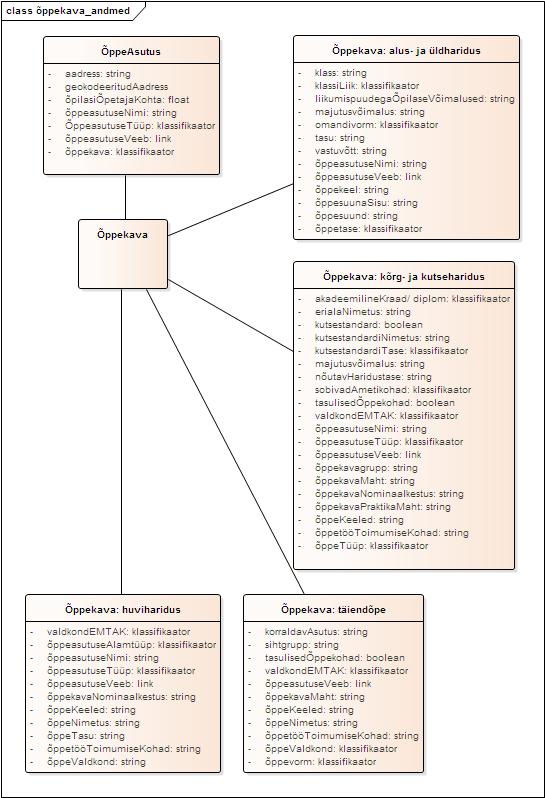 class õppekava_andmed
ÕppeAsutus
- aadress: string
- geokodeeritudAadress
- õpilasiÕpetajaKohta: float
- õppeasutuseNimi: string
- ÕppeasutuseTüüp: klassifikaator
- õppeasutuseVeeb: link
- õppekava: klassifikaator
Õppekava
Õppekava: alus- ja üldharidus
- klass: string
- klassiLiik: klassifikaator
- liikumispuudegaÕpilaseVõimalused: string
- majutusvõimalus: string
- omandivorm: klassifikaator
- tasu: string
- vastuvõtt: string
- õppeasutuseNimi: string
- õppeasutuseVeeb: link
- õppekeel: string
- õppesuunaSisu: string
- õppesuund: string
- õppetase: klassifikaator
Õppekava: kõrg- ja kutseharidus
- akadeemilineKraad/ diplom: klassifikaator
- erialaNimetus: string
- kutsestandard: boolean
- kutsestandardiNimetus: string
- kutsestandardiTase: klassifikaator
- majutusvõimalus: string
- nõutavHaridustase: string
- sobivadAmetikohad: klassifikaator
- tasulisedÕppekohad: boolean
- valdkondEMTAK: klassifikaator
- õppeasutuseNimi: string
- õppeasutuseTüüp: klassifikaator
- õppeasutuseVeeb: link
- õppekavagrupp: string
- õppekavaMaht: string
- õppekavaNominaalkestus: string
- õppekavaPraktikaMaht: string
- õppeKeeled: string
- õppetööToimumiseKohad: string
- õppeTüüp: klassifikaator
Õppekava: huviharidus
- valdkondEMTAK: klassifikaator
- õppeasutuseAlamtüüp: klassifikaator
- õppeasutuseNimi: string
- õppeasutuseTüüp: klassifikaator
- õppeasutuseVeeb: link
- õppekavaNominaalkestus: string
- õppeKeeled: string
- õppeNimetus: string
- õppeTasu: string
- õppetööToimumiseKohad: string
- õppeValdkond: string
Õppekava: täiendõpe
- korraldavAsutus: string
- sihtgrupp: string
- tasulisedÕppekohad: boolean
- valdkondEMTAK: klassifikaator
- õppeasutuseVeeb: link
- õppekavaMaht: string
- õppeKeeled: string
- õppeNimetus: string
- õppetööToimumiseKohad: string
- õppeValdkond: klassifikaator
- õppevorm: klassifikaator